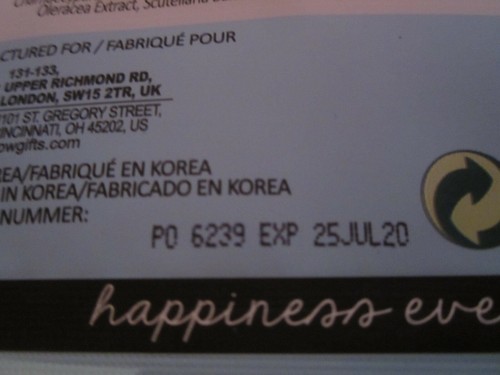 Oleracea Extract, Scutellaria
CTURED FOR / FABRIQUÉ POUR
131-133,
UPPER RICHMOND RD,
LONDON, SW15 2TR, UK
1101 ST. GREGORY STREET,
INCINNATI, OH 45202, US
owgifts.com
REA/FABRIQUÉ EN KOREA
IN KOREA/FABRICADO EN KOREA
NUMMER:
PO 6239 EXP 25JUL20
happiness eve